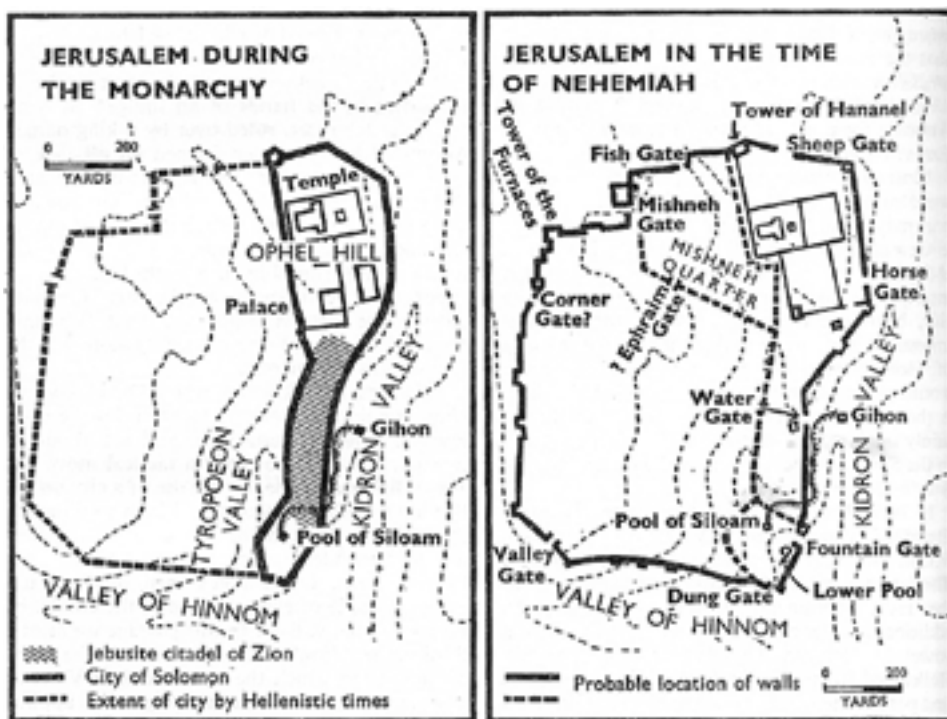 JERUSALEM DURING
THE MONARCHY
0 200
YARDS
Temple
OPHEL HILL
Palace
Gihon
KIDRON VALLEY
TYROPOEON
VALLEY
Pool of Siloam
VALLEY OF HINNOM
Jebusite citadel of Zion
City of Solomon
Extent of city by Hellenistic times
JERUSALEM IN THE TIME
OF NEHEMIAH
Tower of Hananel
Sheep Gate
Fish Gate
Tower of the
Furnaces
Mishneh
Gate
MISHNEH
QUARTER
Horse
Gate
Corner
Gate?
? Ephraim
Gate
Water
Gate
Gihon
KIDRON VALLEY
Pool of Siloam
Fountain Gate
Valley
Gate
Dung Gate
Lower Pool
VALLEY OF HINNOM
Probable location of walls
0 200
YARDS